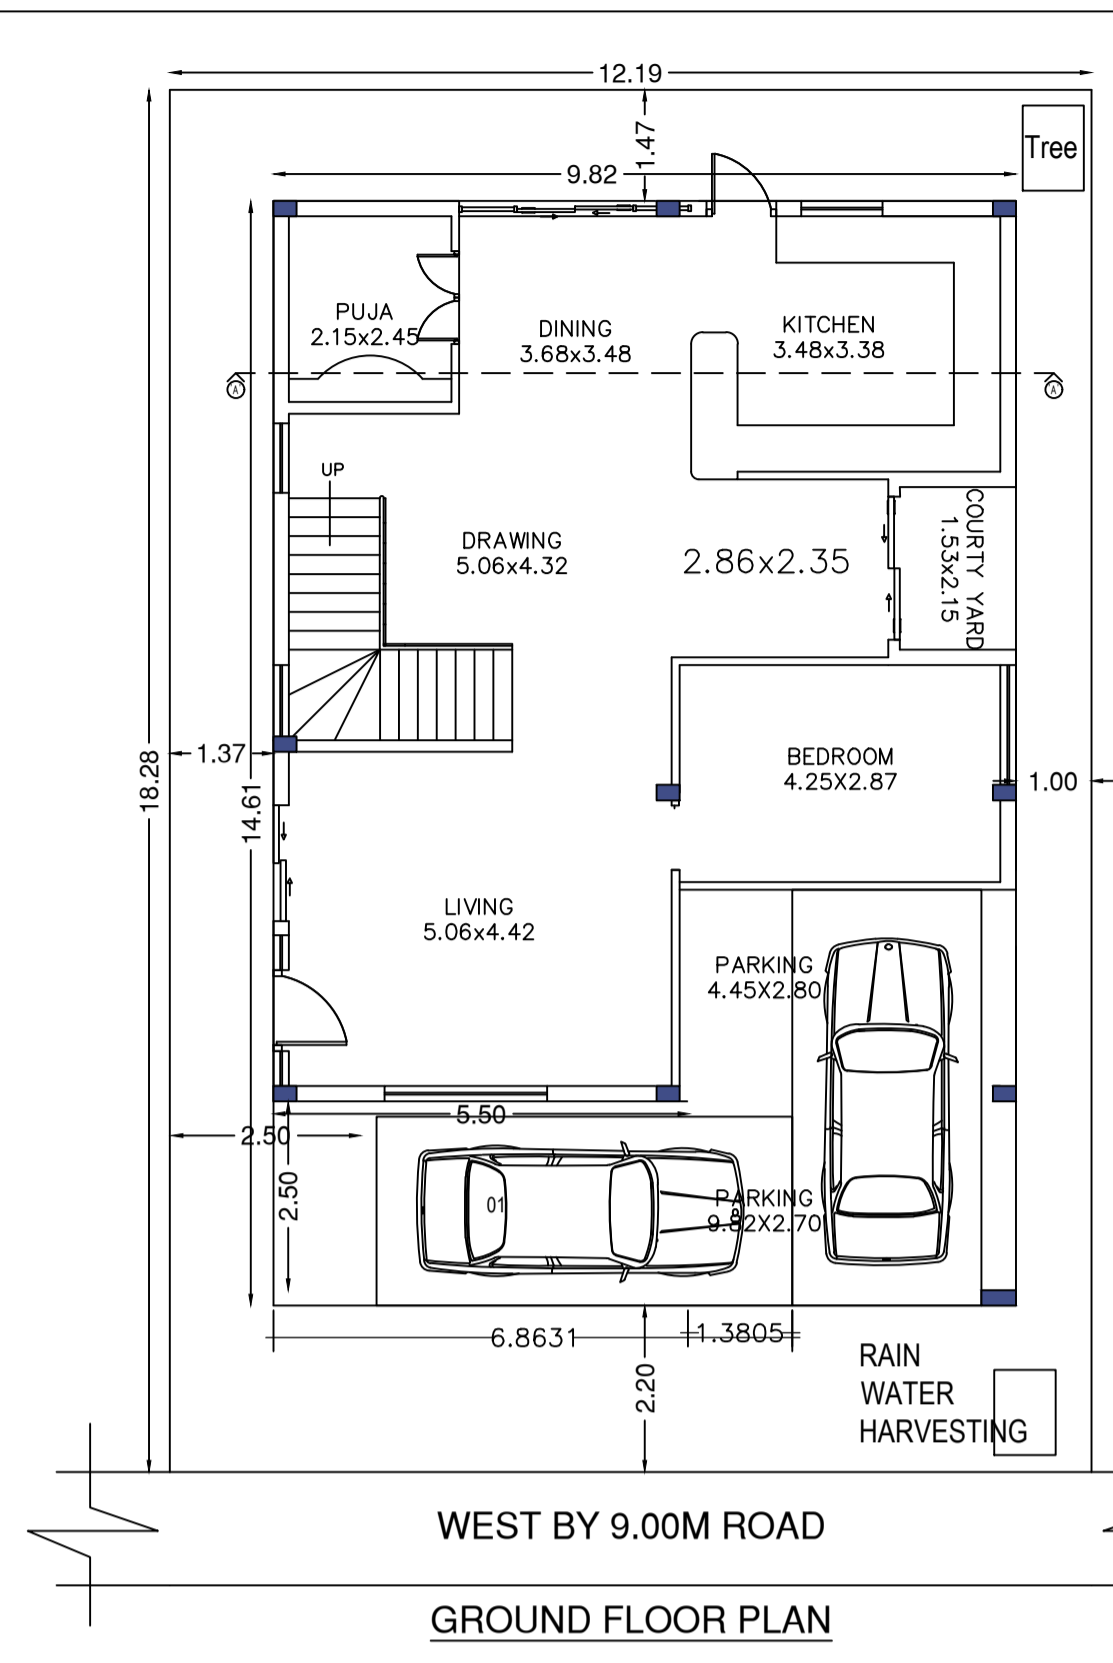 12.19
1.47
Tree
9.82
PUJA
2.15x2.45
DINING
3.68x3.48
KITCHEN
3.48x3.38
A
A
UP
DRAWING
5.06x4.32
2.86x2.35
COURTY YARD
1.53x2.15
18.28
1.37
14.61
BEDROOM
4.25X2.87
1.00
LIVING
5.06x4.42
PARKING
4.45X2.80
5.50
2.50
2.50
01
PARKING
9.82X2.70
6.8631
1.3805
2.20
RAIN
WATER
HARVESTING
WEST BY 9.00M ROAD
GROUND FLOOR PLAN